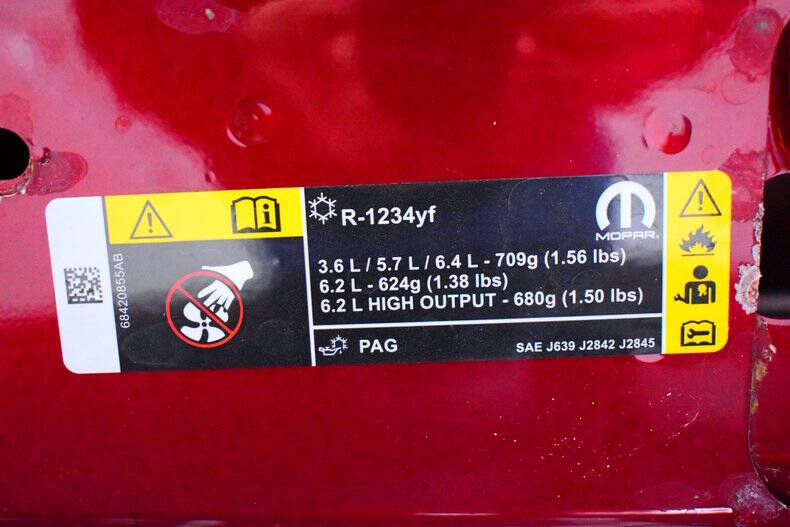 68420855AB
R-1234yf
MOPAR
3.6 L / 5.7 L / 6.4 L - 709g (1.56 lbs)
6.2 L - 624g (1.38 lbs)
6.2 L HIGH OUTPUT - 680g (1.50 lbs)
PAG
SAE J639 J2842 J2845